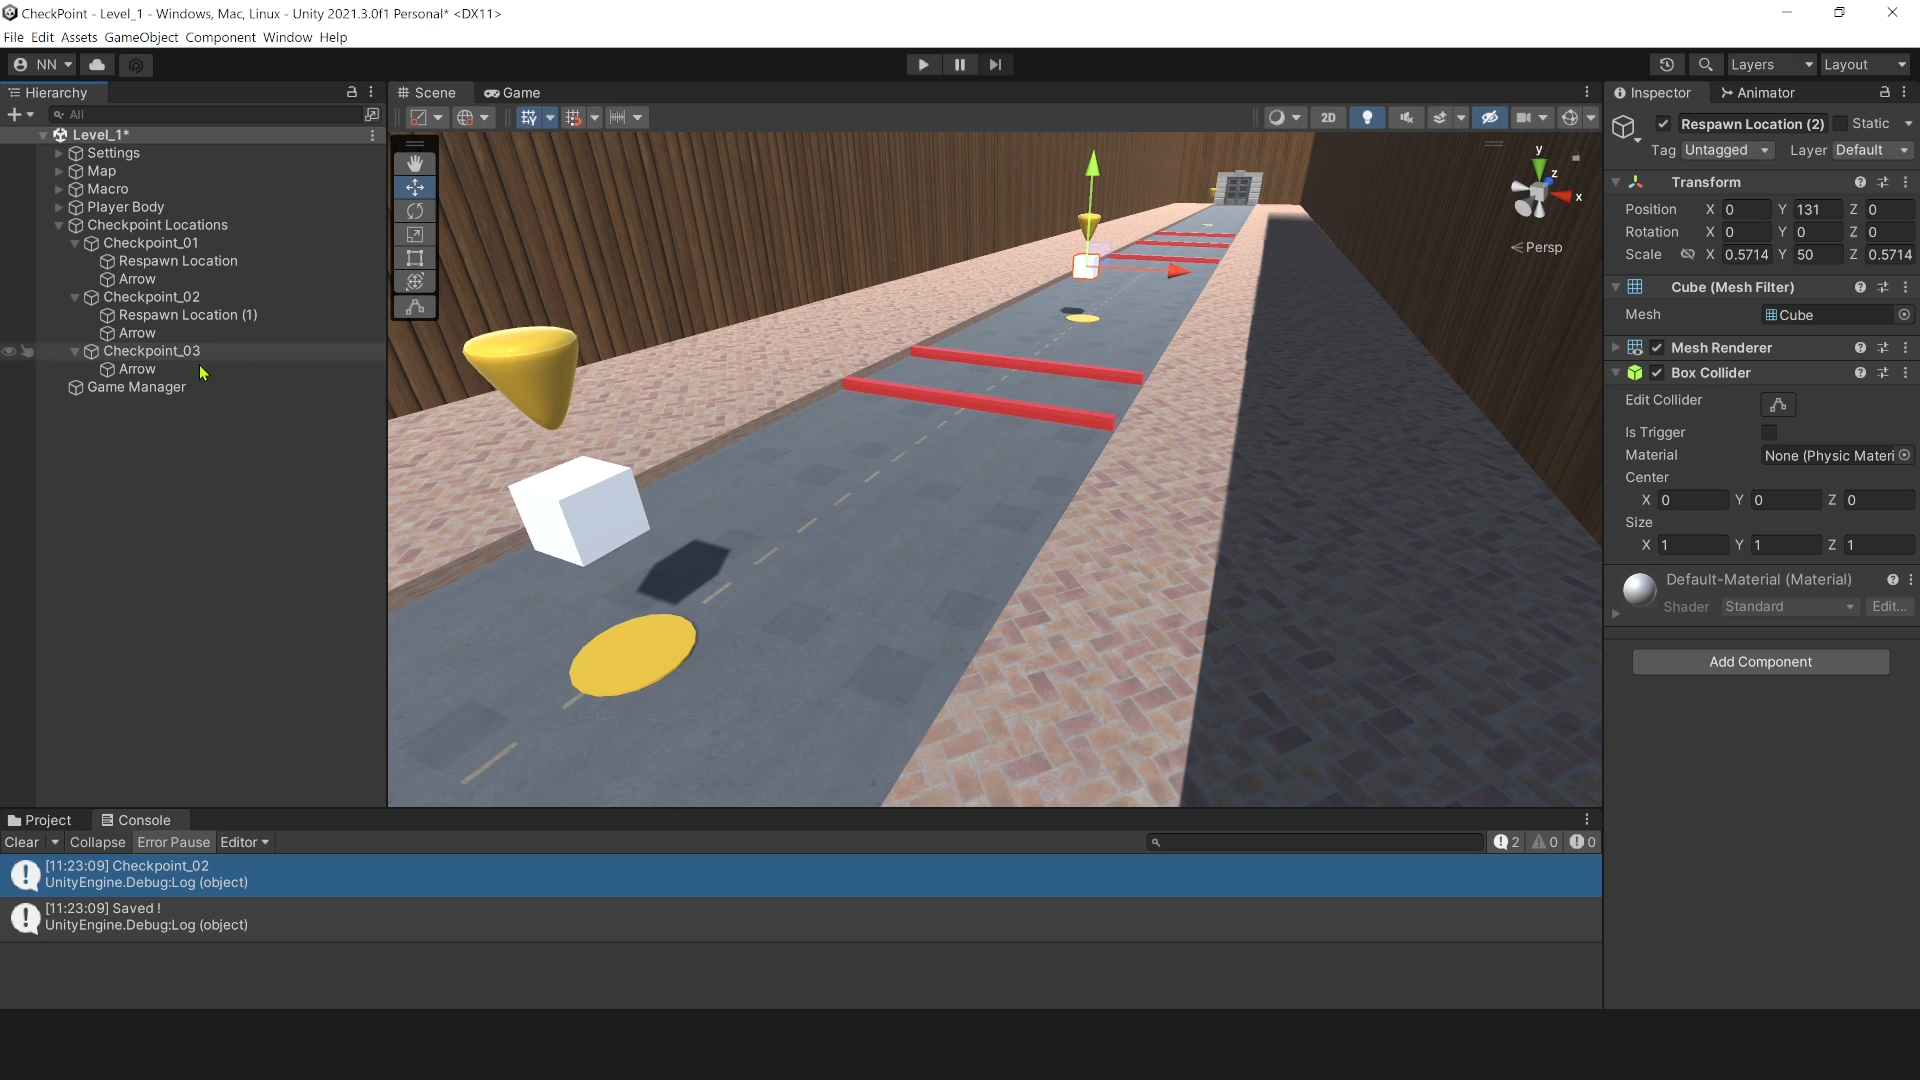 CheckPoint - Level_1 - Windows, Mac, Linux - Unity 2021.3.0f1 Personal* <DX11>
File Edit Assets GameObject Component Window Help
NN
Layers
Layout
Hierarchy
Scene
Game
Inspector
Animator
All
2D
Respawn Location (2)
Static
Level_1*
Tag Untagged Layer Default
Settings
Map
Macro
Player Body
Checkpoint Locations
Checkpoint_01
Respawn Location
Arrow
Checkpoint_02
Respawn Location (1)
Arrow
Checkpoint_03
Arrow
Game Manager
y
z
x
Persp
Transform
Position X 0 Y 131 Z 0
Rotation X 0 Y 0 Z 0
Scale X 0.5714 Y 50 Z 0.5714
Cube (Mesh Filter)
Mesh Cube
Mesh Renderer
Box Collider
Edit Collider
Is Trigger
Material None (Physic Materi
Center
X 0 Y 0 Z 0
Size
X 1 Y 1 Z 1
Default-Material (Material)
Shader Standard Edit...
Add Component
Project
Console
Clear Collapse Error Pause Editor
2 0 0
[11:23:09] Checkpoint_02
UnityEngine.Debug:Log (object)
[11:23:09] Saved !
UnityEngine.Debug:Log (object)